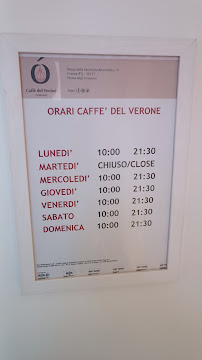 Caffè del Verone
ORARI CAFFE' DEL VERONE
LUNEDI' 10:00 21:30
MARTEDI' CHIUSO/CLOSE
MERCOLEDI' 10:00 21:30
GIOVEDI' 10:00 21:30
VENERDI' 10:00 21:30
SABATO 10:00 21:30
DOMENICA 10:00 21:30